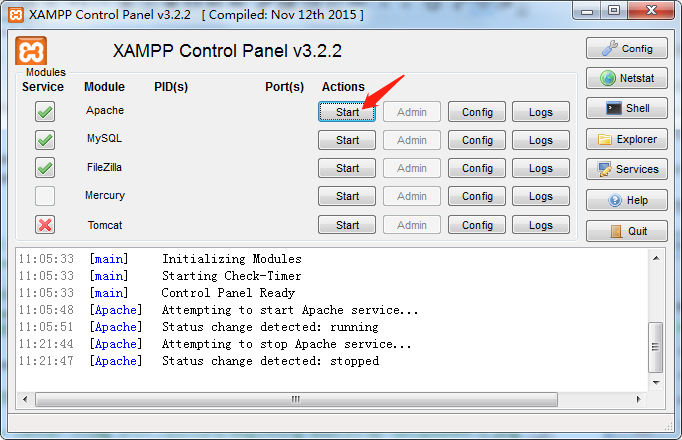 XAMPP Control Panel v3.2.2 [ Compiled: Nov 12th 2015 ]
XAMPP Control Panel v3.2.2
Config
Modules
Service Module PID(s) Port(s) Actions
Netstat
Apache Start Admin Config Logs
Shell
MySQL Start Admin Config Logs
Explorer
FileZilla Start Admin Config Logs
Services
Mercury Start Admin Config Logs
Help
Tomcat Start Admin Config Logs
Quit
11:05:33 [main] Initializing Modules
11:05:33 [main] Starting Check-Timer
11:05:33 [main] Control Panel Ready
11:05:48 [Apache] Attempting to start Apache service...
11:05:51 [Apache] Status change detected: running
11:21:44 [Apache] Attempting to stop Apache service...
11:21:47 [Apache] Status change detected: stopped